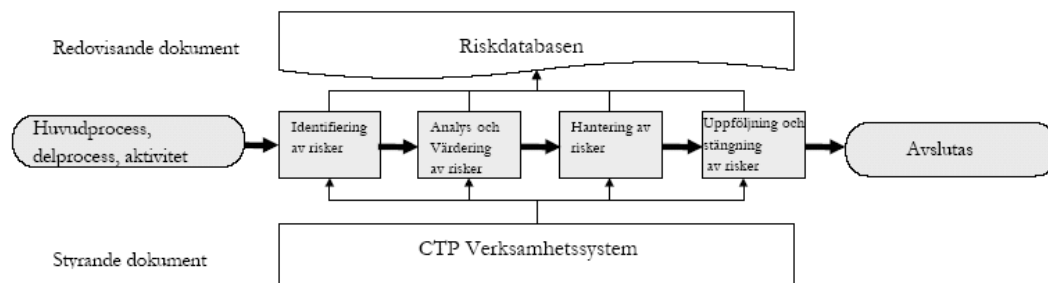 Redovisande dokument
Riskdatabasen
Huvudprocess,
delprocess, aktivitet
Identifiering
av risker
Analys och
Värdering
av risker
Hantering av
risker
Uppföljning och
stängning
av risker
Avslutas
Styrande dokument
CTP Verksamhetssystem